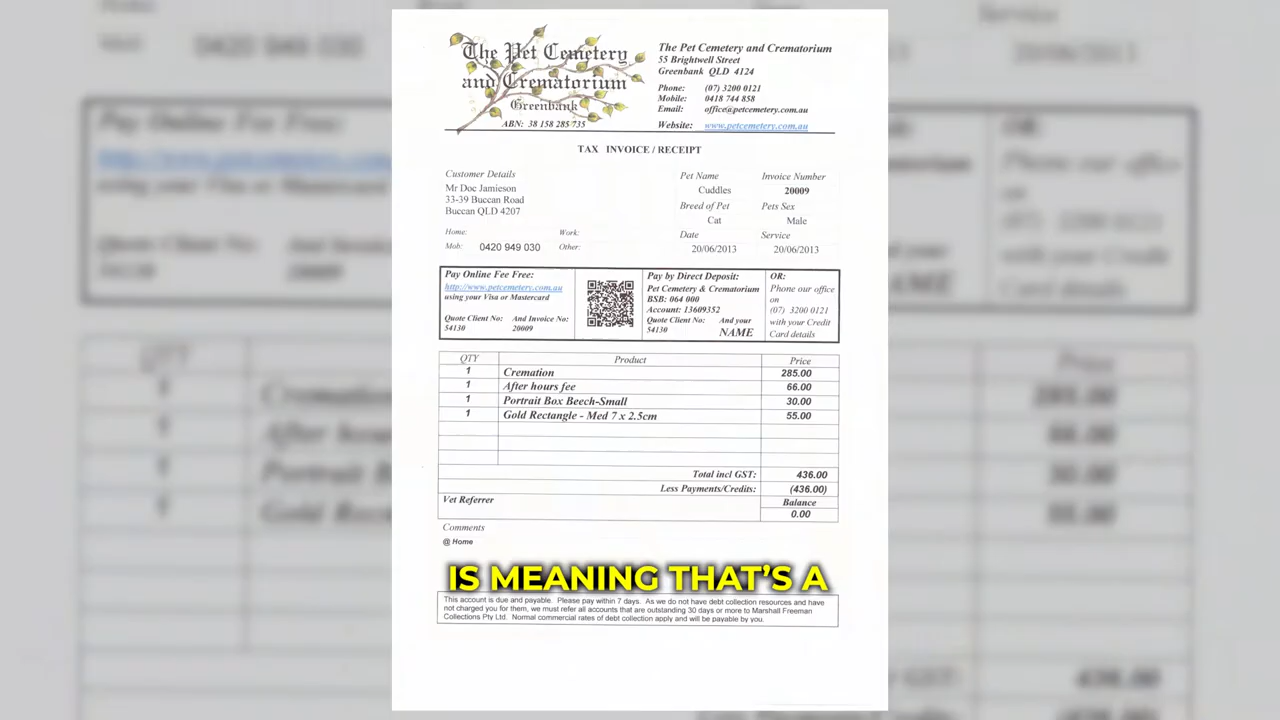 The Pet Cemetery
and Crematorium
Greenbank
ABN: 38 158 285 735
The Pet Cemetery and Crematorium
55 Brightwell Street
Greenbank QLD 4124
Phone: (07) 3200 0121
Mobile: 0418 744 858
Email: office@petcemetery.com.au
Website: www.petcemetery.com.au
TAX INVOICE / RECEIPT
Customer Details
Mr Doc Jamieson
33-39 Buccan Road
Buccan QLD 4207
Home: Work:
Mob: 0420 949 030 Other:
Pet Name Invoice Number
Cuddles 20009
Breed of Pet Pets Sex
Cat Male
Date Service
20/06/2013 20/06/2013
Pay Online Fee Free:
http://www.petcemetery.com.au
using your Visa or Mastercard
Quote Client No: And Invoice No:
54130 20009
Pay by Direct Deposit:
Pet Cemetery & Crematorium
BSB: 064 000
Account: 13609352
Quote Client No: And your
54130 NAME
OR:
Phone our office
on
(07) 3200 0121
with your Credit
Card details
QTY Product Price
1 Cremation 285.00
1 After hours fee 66.00
1 Portrait Box Beech-Small 30.00
1 Gold Rectangle - Med 7 x 2.5cm 55.00
Total incl GST: 436.00
Less Payments/Credits: (436.00)
Vet Referrer Balance
0.00
Comments
@ Home
IS MEANING THAT'S A
This account is due and payable. Please pay within 7 days. As we do not have debt collection resources and have
not charged you for them, we must refer all accounts that are outstanding 30 days or more to Marshall Freeman
Collections Pty Ltd. Normal commercial rates of debt collection apply and will be payable by you.